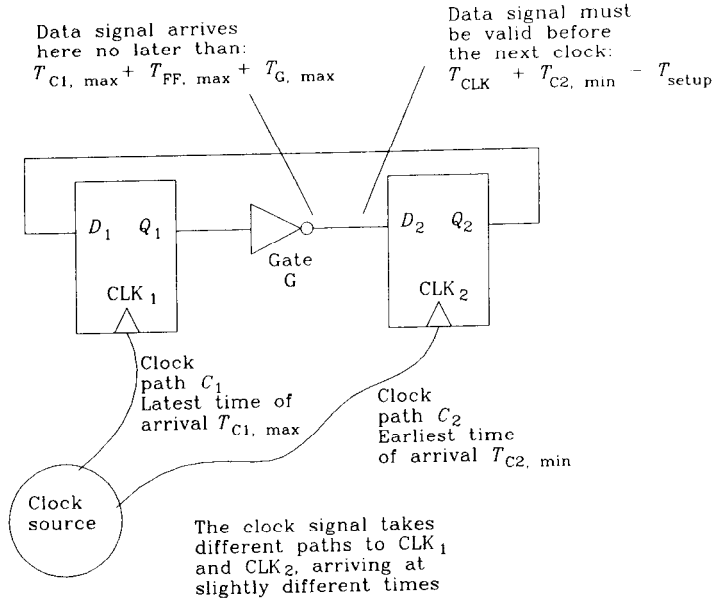 Data signal arrives
here no later than:
T_C1, max + T_FF, max + T_G, max
Data signal must
be valid before
the next clock:
T_CLK + T_C2, min − T_setup
D₁ Q₁
CLK₁
Gate
G
D₂ Q₂
CLK₂
Clock
path C₁
Latest time of
arrival T_C1, max
Clock
path C₂
Earliest time
of arrival T_C2, min
Clock
source
The clock signal takes
different paths to CLK₁
and CLK₂, arriving at
slightly different times